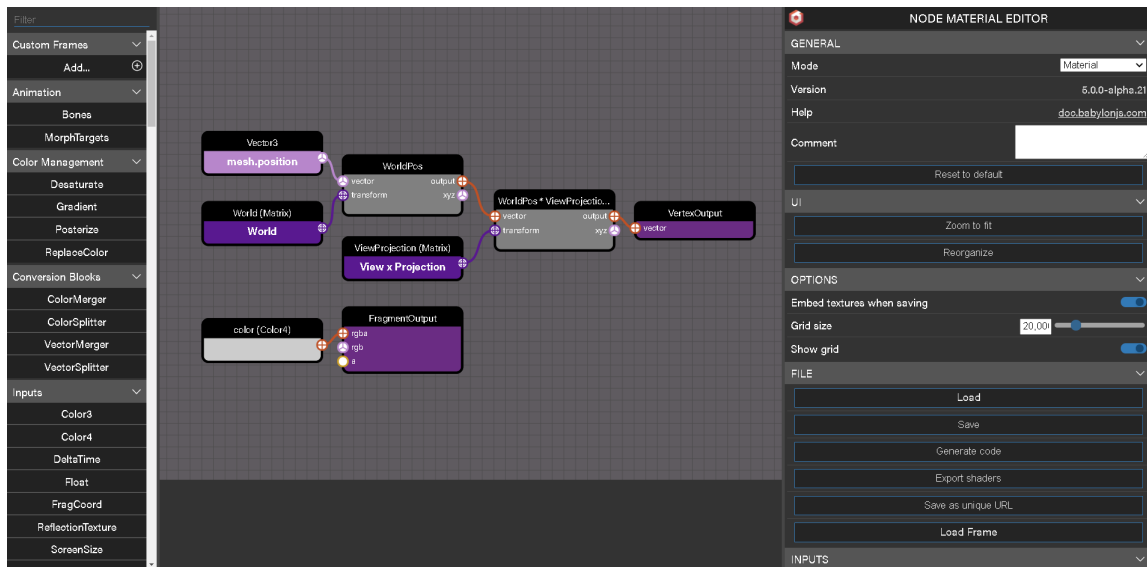 Filter
Custom Frames
Add...
Animation
Bones
MorphTargets
Color Management
Desaturate
Gradient
Posterize
ReplaceColor
Conversion Blocks
ColorMerger
ColorSplitter
VectorMerger
VectorSplitter
Inputs
Color3
Color4
DeltaTime
Float
FragCoord
ReflectionTexture
ScreenSize
Vector3
mesh.position
World (Matrix)
World
WorldPos
vector output
transform xyz
ViewProjection (Matrix)
View x Projection
WorldPos * ViewProjectio...
vector output
transform xyz
VertexOutput
vector
color (Color4)
FragmentOutput
rgba
rgb
a
NODE MATERIAL EDITOR
GENERAL
Mode Material
Version 5.0.0-alpha.21
Help doc.babylonjs.com
Comment
Reset to default
UI
Zoom to fit
Reorganize
OPTIONS
Embed textures when saving
Grid size 20,00
Show grid
FILE
Load
Save
Generate code
Export shaders
Save as unique URL
Load Frame
INPUTS